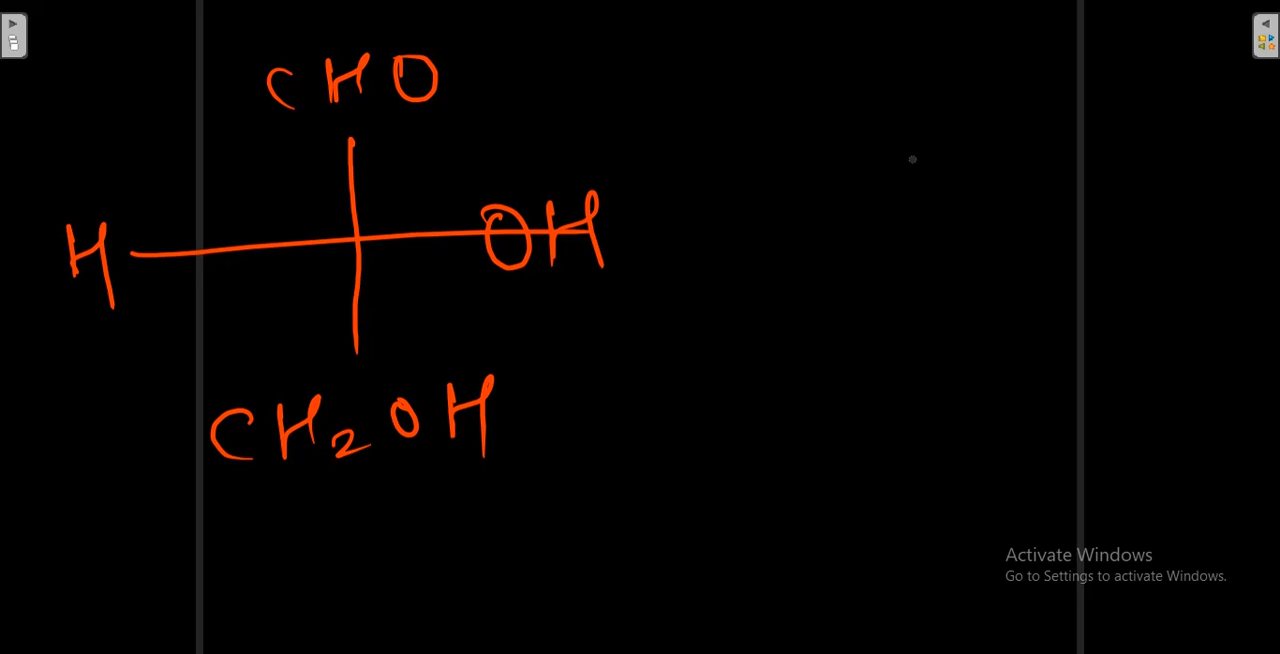 CHO
H OH
CH₂OH
Activate Windows
Go to Settings to activate Windows.